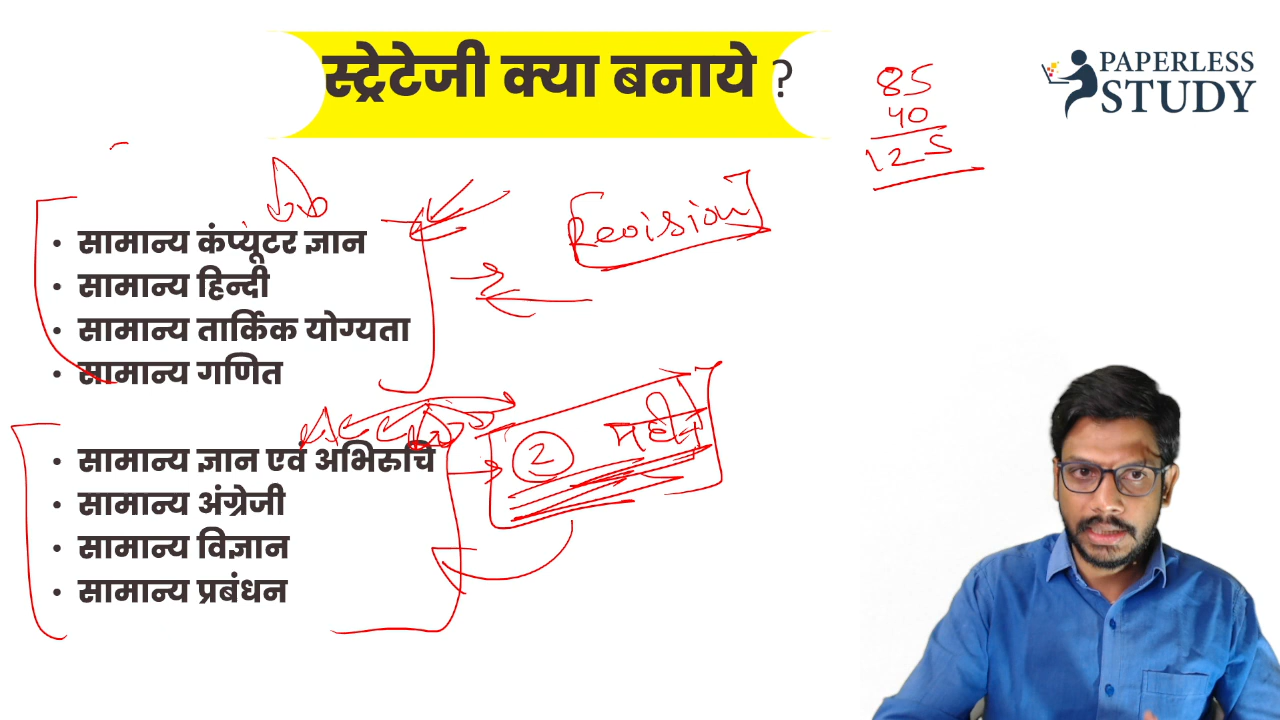 स्ट्रेटेजी क्या बनाये ?
PAPERLESS
STUDY
85
40
125
Revision
• सामान्य कंप्यूटर ज्ञान
• सामान्य हिन्दी
• सामान्य तार्किक योग्यता
• सामान्य गणित
2 महीने
• सामान्य ज्ञान एवं अभिरुचि
• सामान्य अंग्रेजी
• सामान्य विज्ञान
• सामान्य प्रबंधन